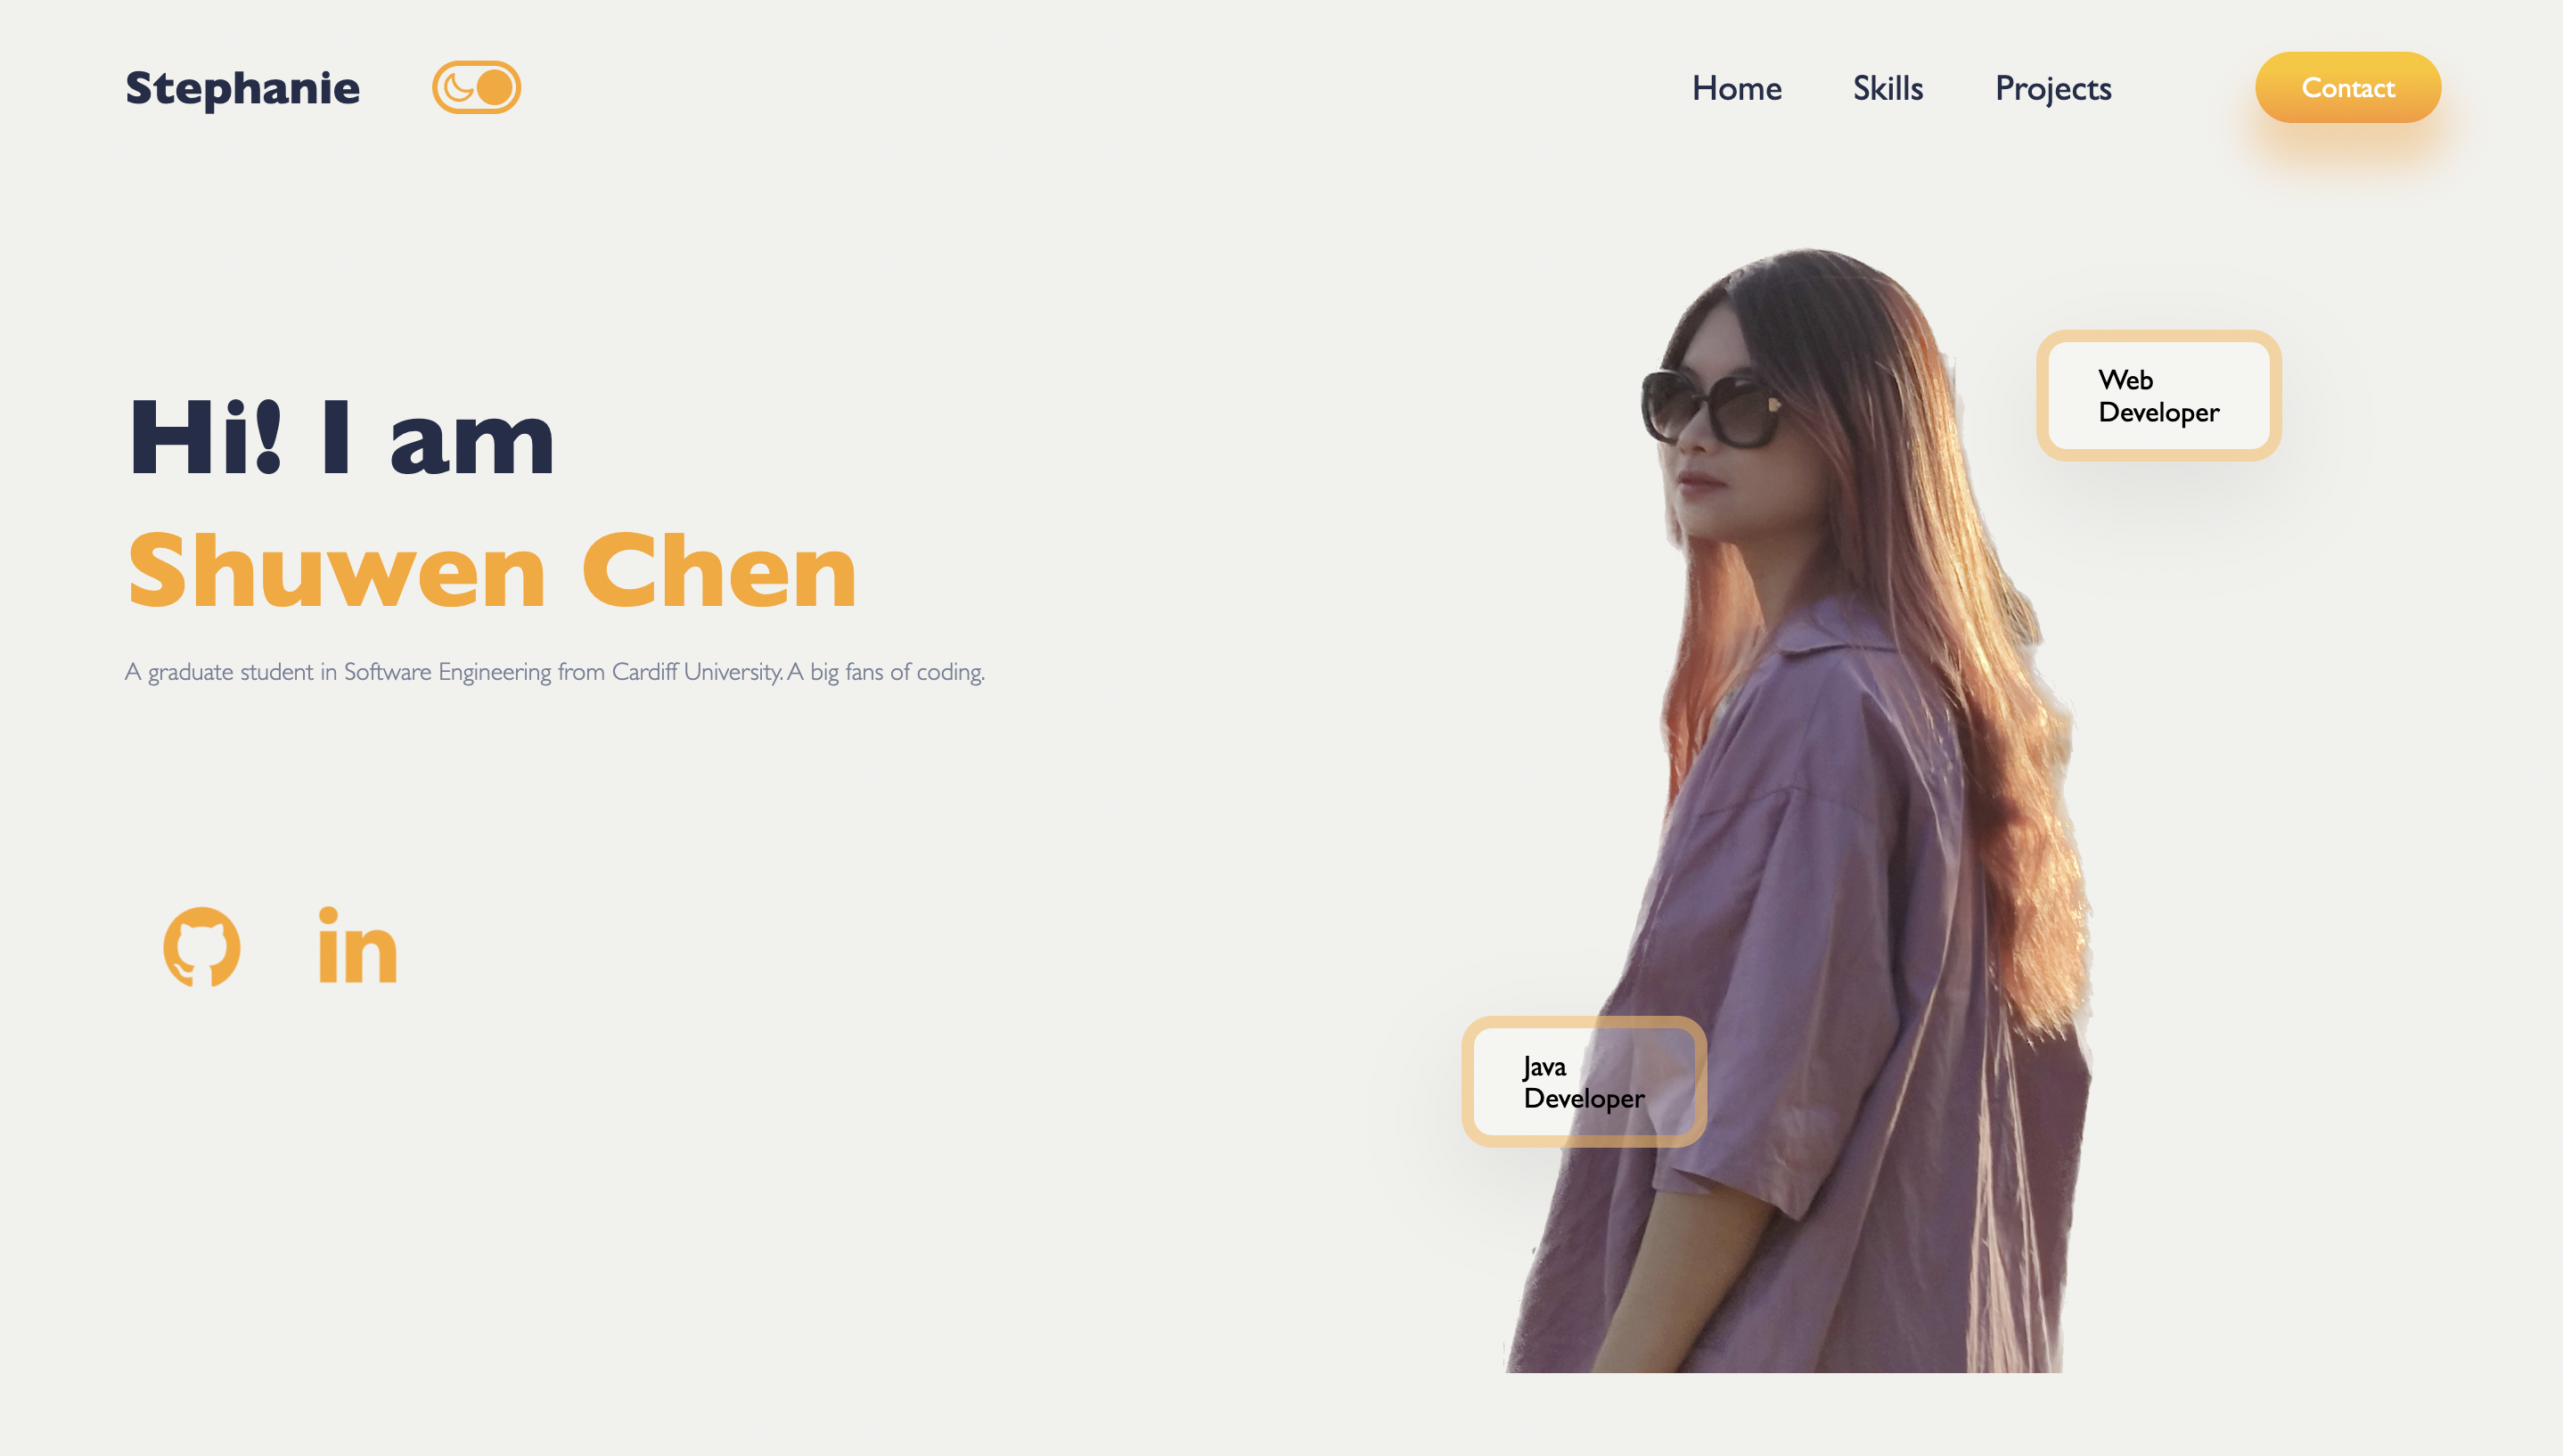 Stephanie
Home
Skills
Projects
Contact
Hi! I am
Shuwen Chen
A graduate student in Software Engineering from Cardiff University. A big fans of coding.
in
Web
Developer
Java
Developer